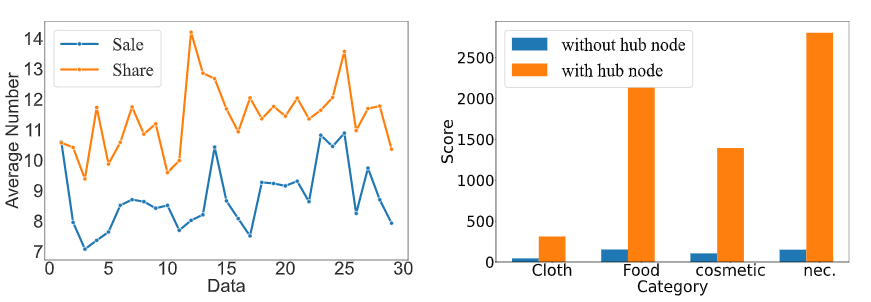 14
13
12
11
10
9
8
7
Average Number
Sale
Share
0 5 10 15 20 25 30
Data
2500
2000
1500
1000
500
0
Score
without hub node
with hub node
Cloth Food cosmetic nec.
Category